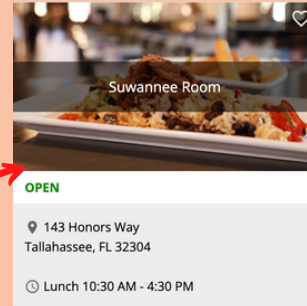 Suwannee Room
OPEN
143 Honors Way
Tallahassee, FL 32304
Lunch 10:30 AM - 4:30 PM